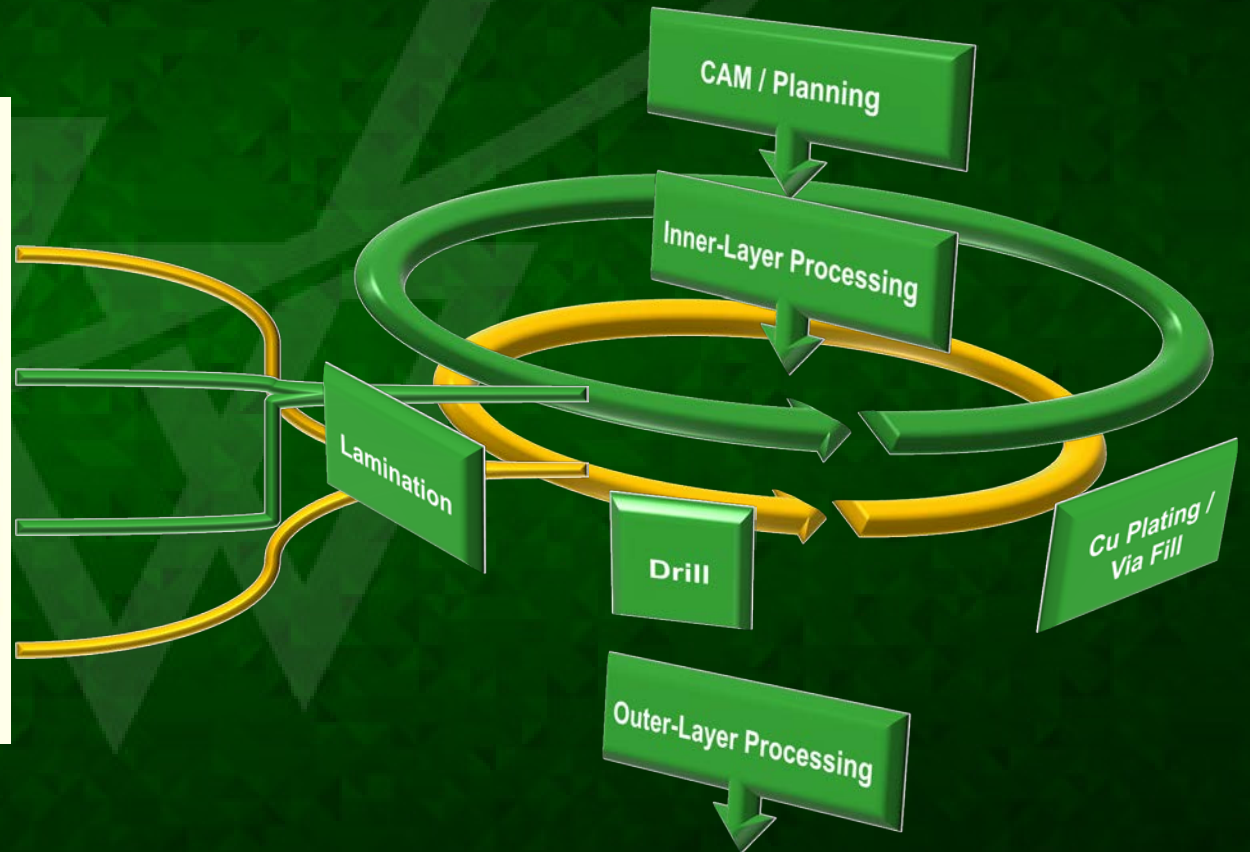 CAM / Planning
Inner-Layer Processing
Lamination
Drill
Cu Plating /
Via Fill
Outer-Layer Processing